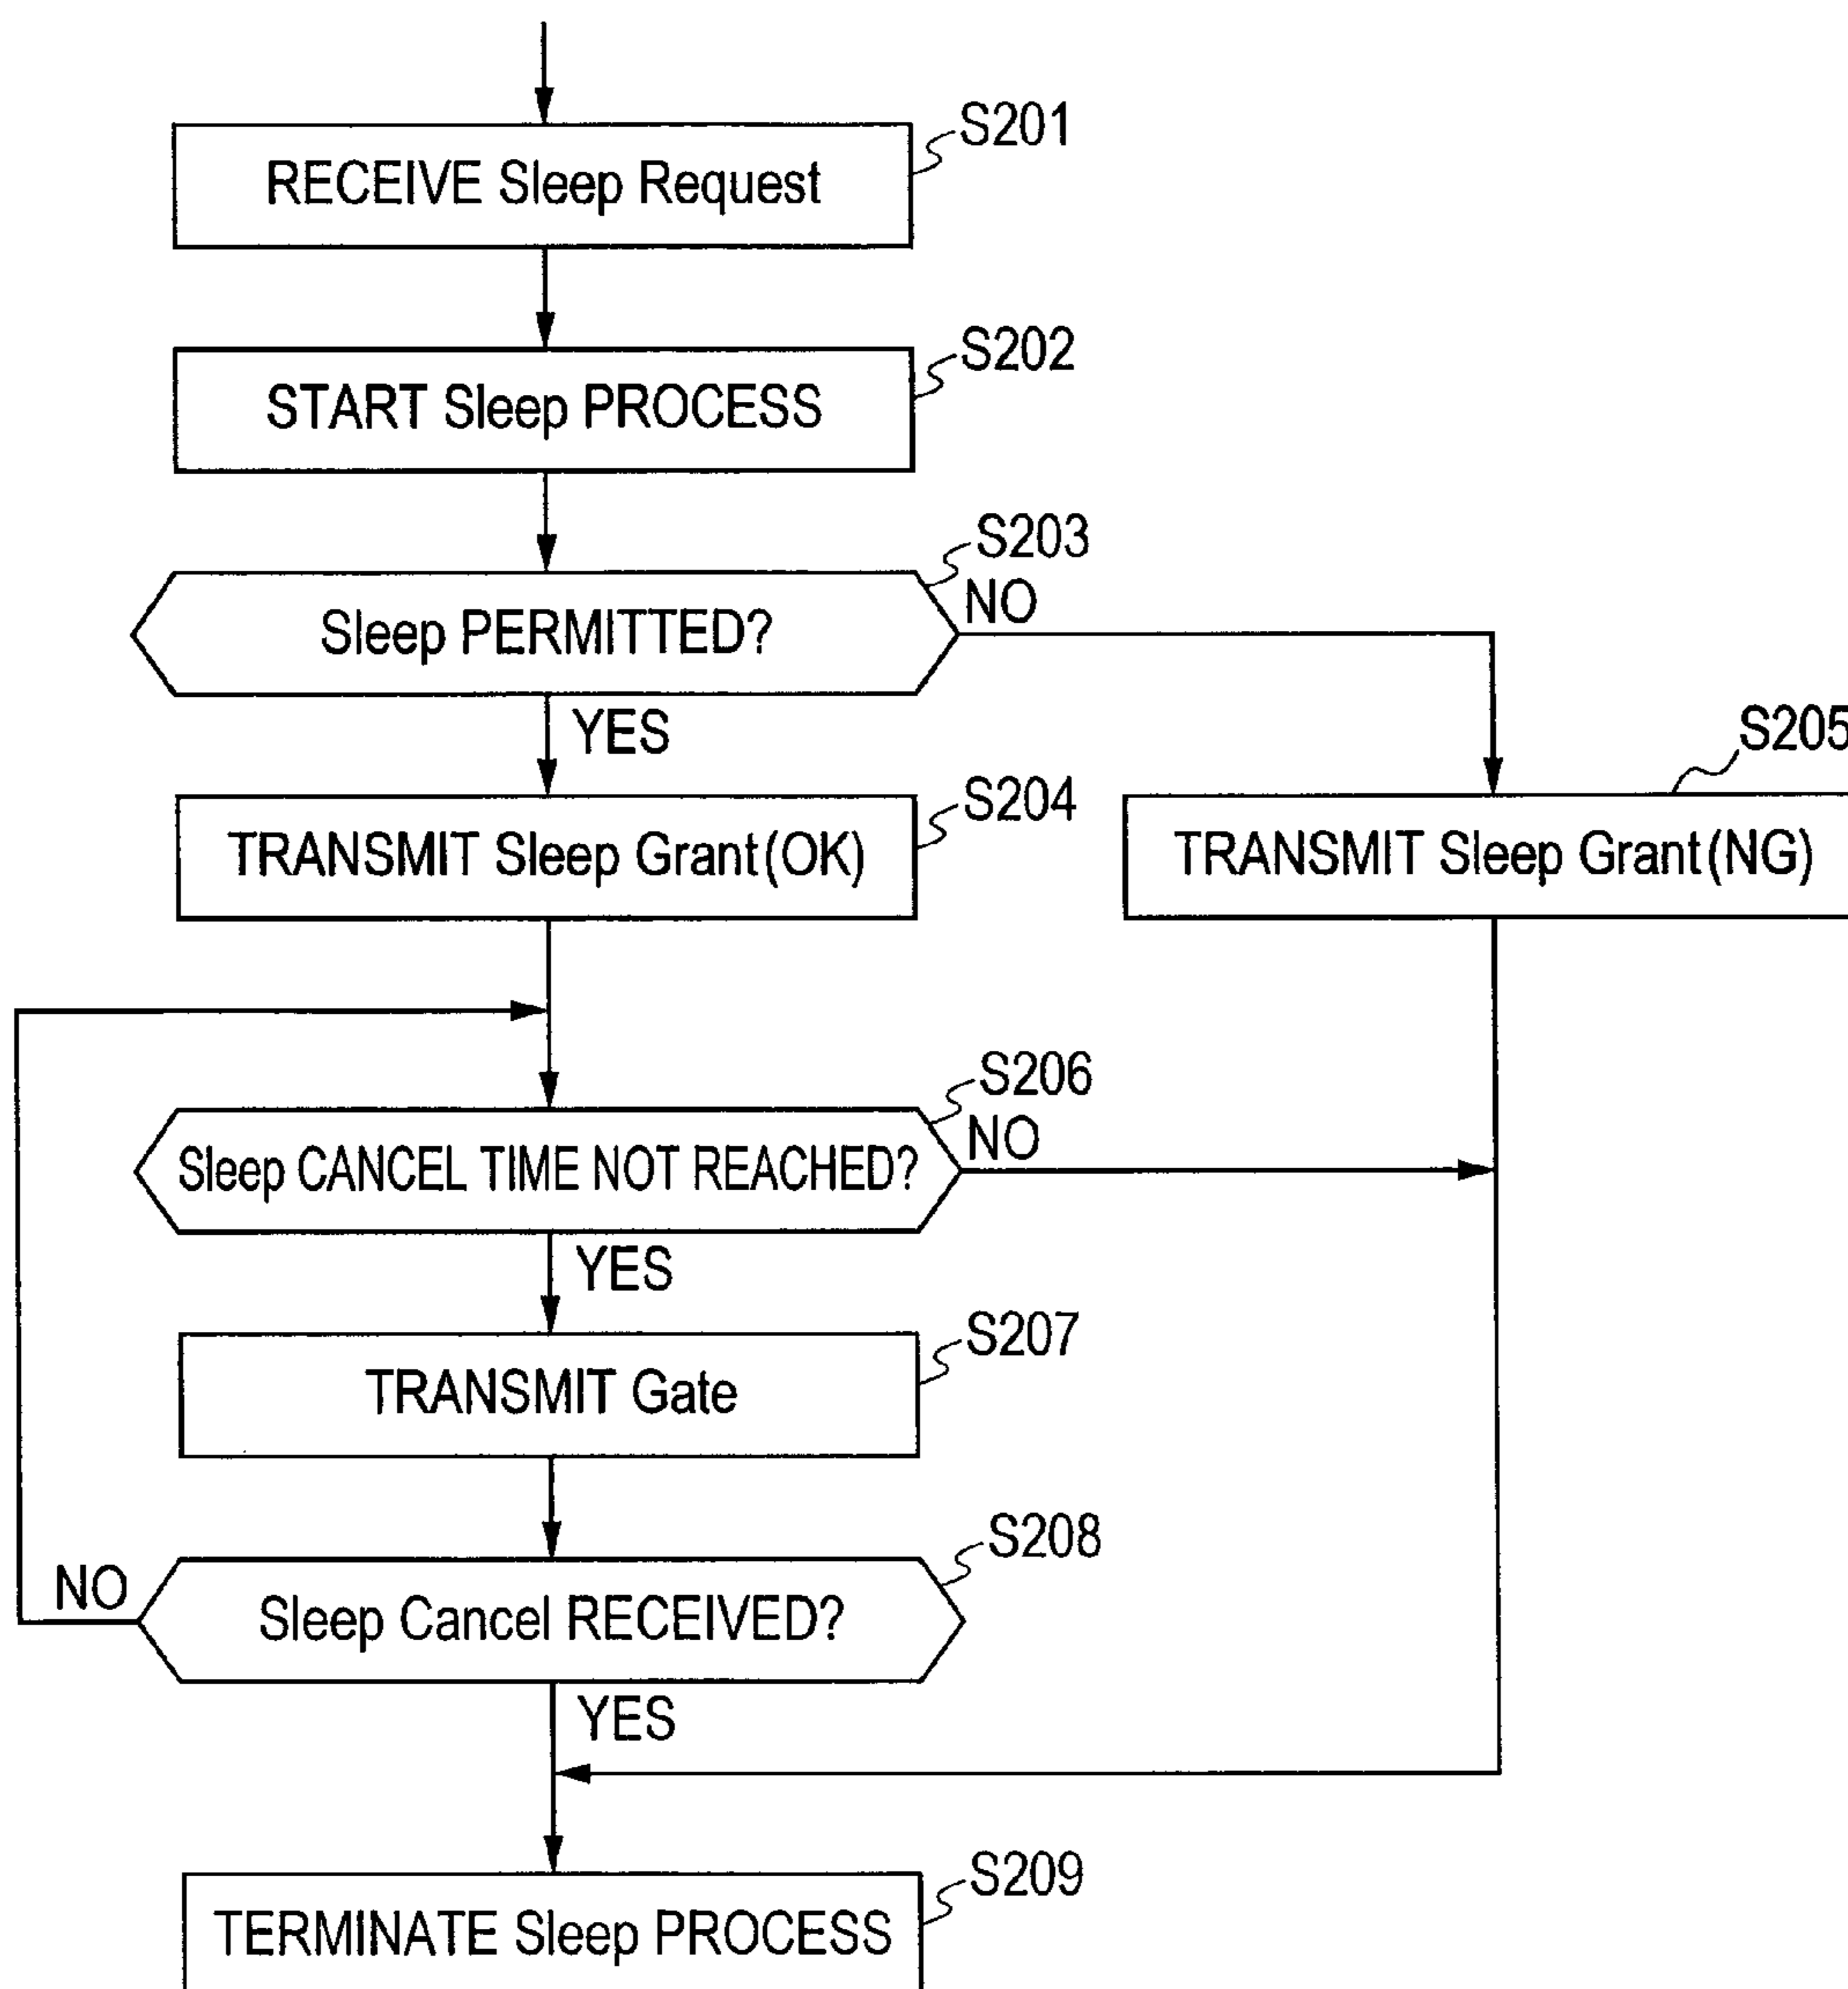 S201
RECEIVE Sleep Request
S202
START Sleep PROCESS
S203
Sleep PERMITTED?
NO
YES
S204
TRANSMIT Sleep Grant(OK)
S205
TRANSMIT Sleep Grant(NG)
S206
Sleep CANCEL TIME NOT REACHED?
NO
YES
S207
TRANSMIT Gate
S208
Sleep Cancel RECEIVED?
NO
YES
S209
TERMINATE Sleep PROCESS